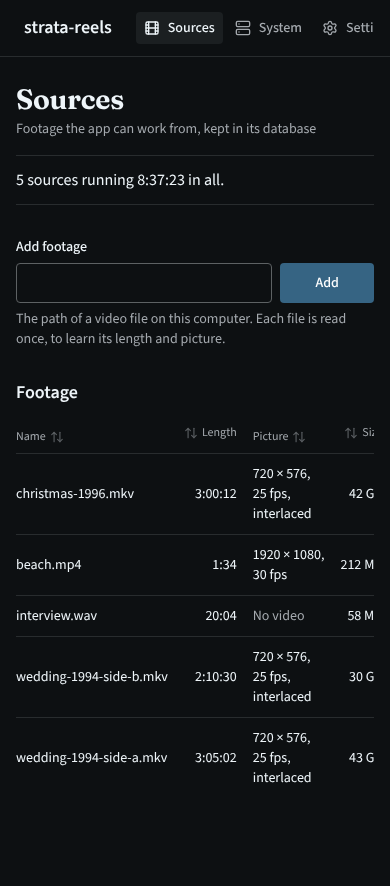 strata-reels Sources System Setti
Sources
Footage the app can work from, kept in its database
5 sources running 8:37:23 in all.
Add footage
Add
The path of a video file on this computer. Each file is read
once, to learn its length and picture.
Footage
Name Length Picture Siz
christmas-1996.mkv 3:00:12 720 × 576, 25 fps, interlaced 42 G
beach.mp4 1:34 1920 × 1080, 30 fps 212 M
interview.wav 20:04 No video 58 M
wedding-1994-side-b.mkv 2:10:30 720 × 576, 25 fps, interlaced 30 G
wedding-1994-side-a.mkv 3:05:02 720 × 576, 25 fps, interlaced 43 G